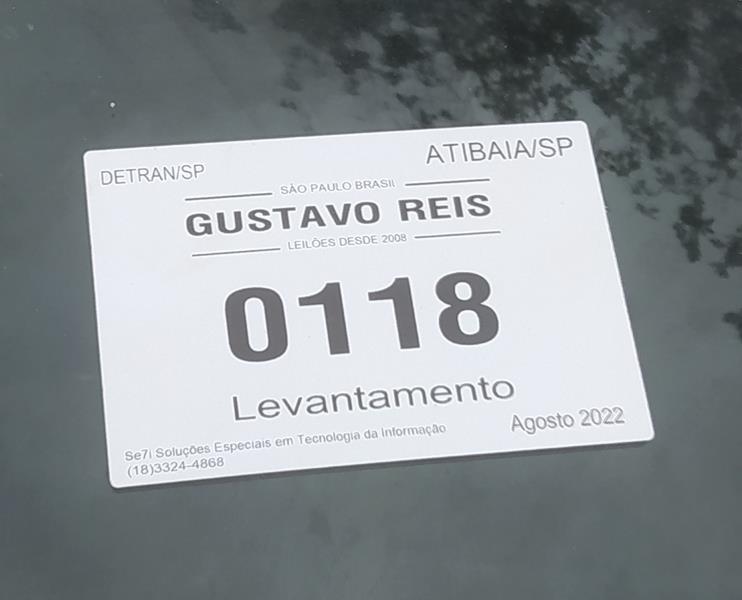 DETRAN/SP
ATIBAIA/SP
SÃO PAULO BRASIL
GUSTAVO REIS
LEILÕES DESDE 2008
0118
Levantamento
Agosto 2022
Se7i Soluções Especiais em Tecnologia da Informação
(18)3324-4868